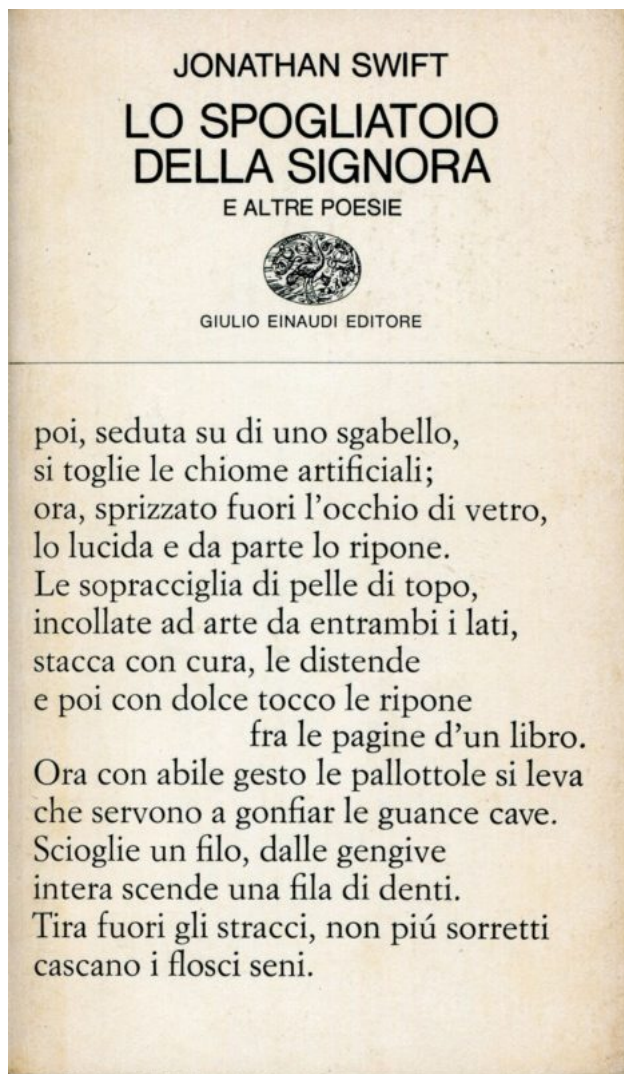 JONATHAN SWIFT
LO SPOGLIATOIO
DELLA SIGNORA
E ALTRE POESIE
GIULIO EINAUDI EDITORE
poi, seduta su di uno sgabello,
si toglie le chiome artificiali;
ora, sprizzato fuori l'occhio di vetro,
lo lucida e da parte lo ripone.
Le sopracciglia di pelle di topo,
incollate ad arte da entrambi i lati,
stacca con cura, le distende
e poi con dolce tocco le ripone
fra le pagine d'un libro.
Ora con abile gesto le pallottole si leva
che servono a gonfiar le guance cave.
Scioglie un filo, dalle gengive
intera scende una fila di denti.
Tira fuori gli stracci, non piú sorretti
cascano i flosci seni.